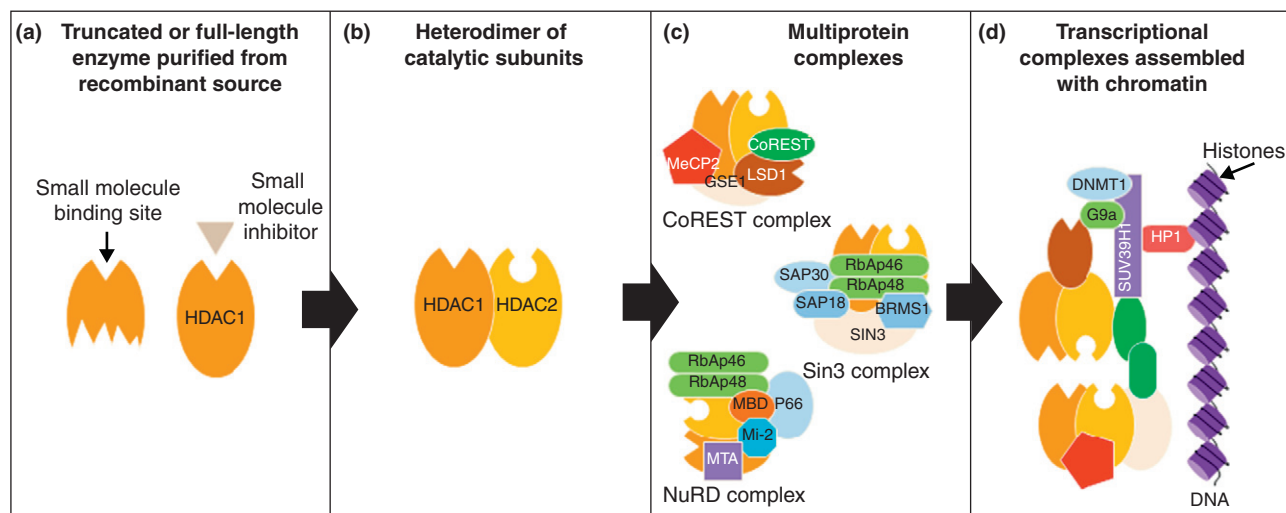 (a) Truncated or full-length
enzyme purified from
recombinant source
Small molecule
binding site
Small
molecule
inhibitor
HDAC1
(b) Heterodimer of
catalytic subunits
HDAC1 HDAC2
(c) Multiprotein
complexes
CoREST
MeCP2
LSD1
GSE1
CoREST complex
RbAp46
SAP30
RbAp48
SAP18
BRMS1
SIN3
Sin3 complex
RbAp46
RbAp48
MBD P66
Mi-2
MTA
NuRD complex
(d) Transcriptional
complexes assembled
with chromatin
Histones
DNMT1
G9a
SUV39HI
HP1
DNA